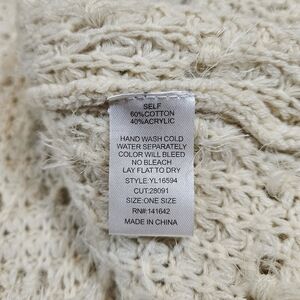 SELF
60%COTTON
40%ACRYLIC
HAND WASH COLD
WATER SEPARATELY
COLOR WILL BLEED
NO BLEACH
LAY FLAT TO DRY
STYLE:YL16594
CUT:28091
SIZE:ONE SIZE
RN#:141642
MADE IN CHINA